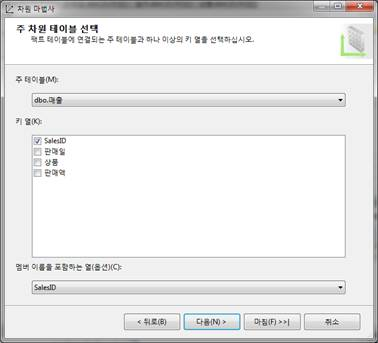 차원 마법사
주 차원 테이블 선택
팩트 테이블에 연결되는 주 테이블과 하나 이상의 키 열을 선택하십시오.
주 테이블(M):
dbo.매출
키 열(K):
SalesID
판매일
상품
판매액
멤버 이름을 포함하는 열(옵션)(C):
SalesID
< 뒤로(B)
다음(N) >
마침(F) >>|
취소